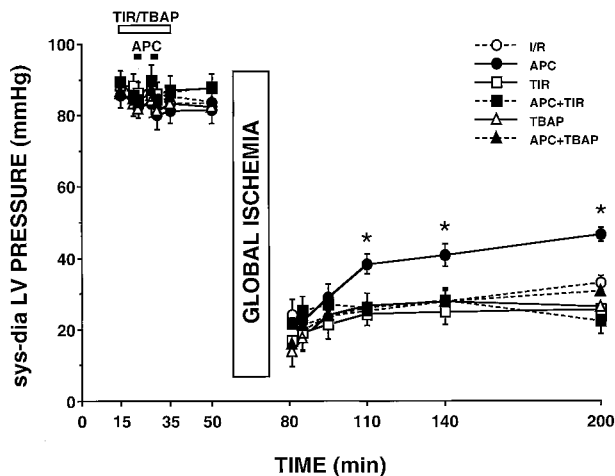 TIR/TBAP
APC
100
80
60
40
20
0
sys-dia LV PRESSURE (mmHg)
GLOBAL ISCHEMIA
I/R
APC
TIR
APC+TIR
TBAP
APC+TBAP
*
*
*
0 15 35 50 80 110 140 200
TIME (min)